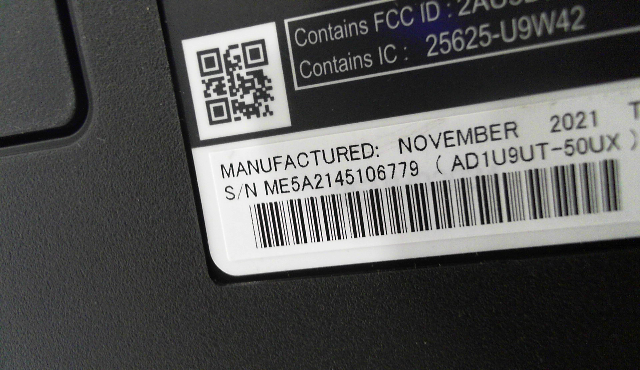 Contains FCC ID :
Contains IC : 25625-U9W42
MANUFACTURED: NOVEMBER 2021
S/N ME5A2145106779 ( AD1U9UT-50UX )